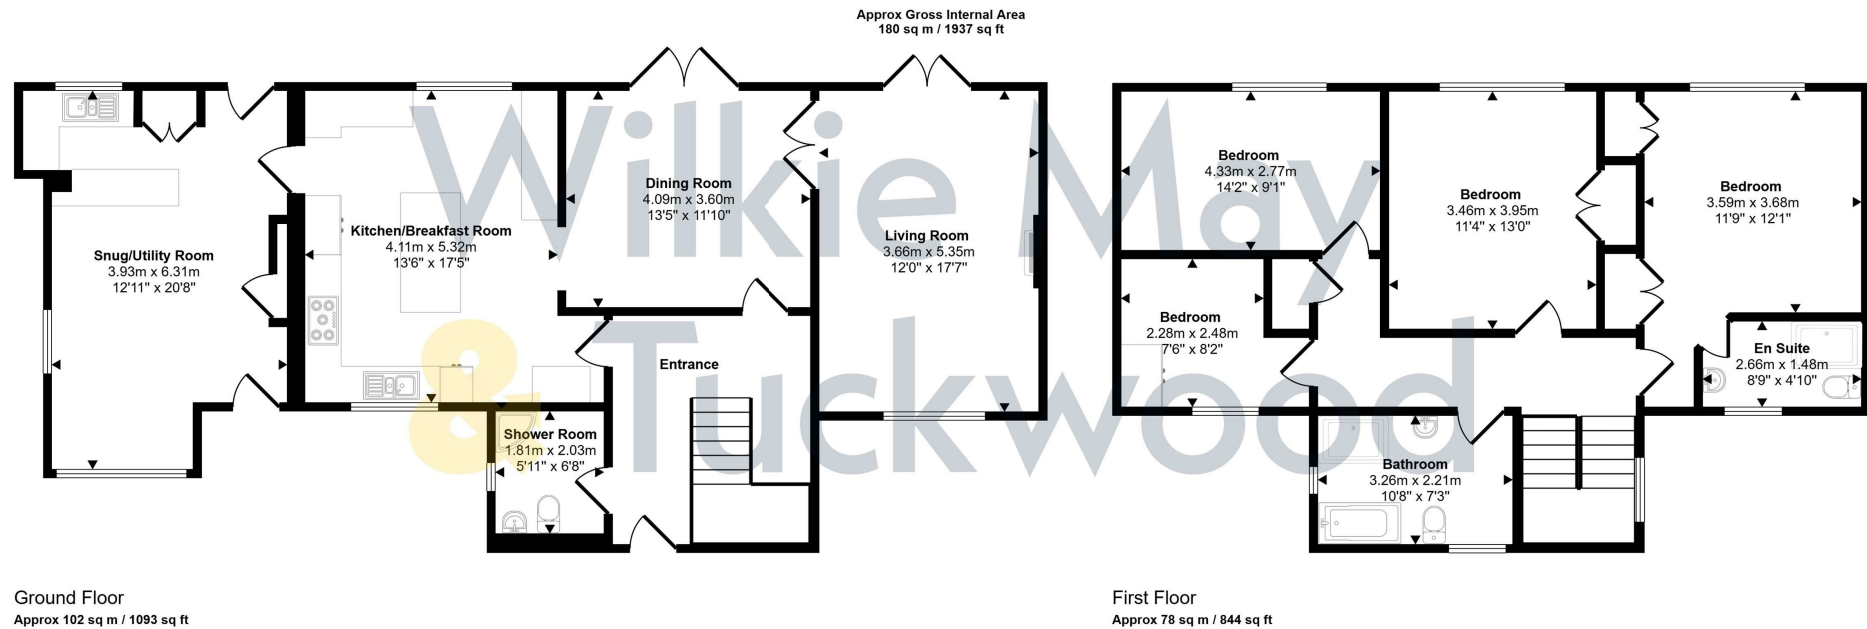 Approx Gross Internal Area
180 sq m / 1937 sq ft
Wilkie May
& Tuckwood
Snug/Utility Room
3.93m x 6.31m
12'11" x 20'8"
Kitchen/Breakfast Room
4.11m x 5.32m
13'6" x 17'5"
Dining Room
4.09m x 3.60m
13'5" x 11'10"
Living Room
3.66m x 5.35m
12'0" x 17'7"
Entrance
Shower Room
1.81m x 2.03m
5'11" x 6'8"
Ground Floor
Approx 102 sq m / 1093 sq ft
Bedroom
4.33m x 2.77m
14'2" x 9'1"
Bedroom
3.46m x 3.95m
11'4" x 13'0"
Bedroom
3.59m x 3.68m
11'9" x 12'1"
Bedroom
2.28m x 2.48m
7'6" x 8'2"
En Suite
2.66m x 1.48m
8'9" x 4'10"
Bathroom
3.26m x 2.21m
10'8" x 7'3"
First Floor
Approx 78 sq m / 844 sq ft